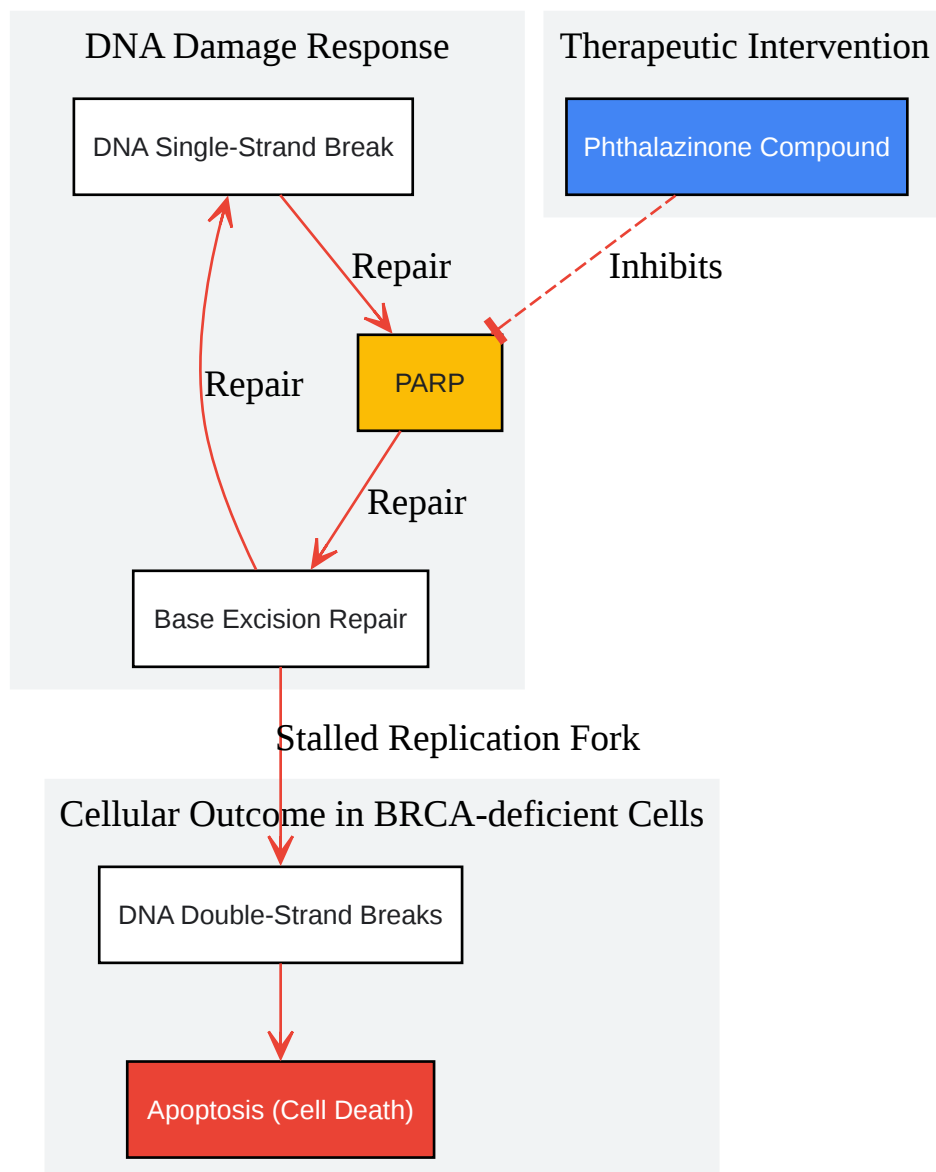 DNA Damage Response
Therapeutic Intervention
DNA Single-Strand Break
Phthalazinone Compound
Repair
Inhibits
Repair
PARP
Repair
Base Excision Repair
Stalled Replication Fork
Cellular Outcome in BRCA-deficient Cells
DNA Double-Strand Breaks
Apoptosis (Cell Death)